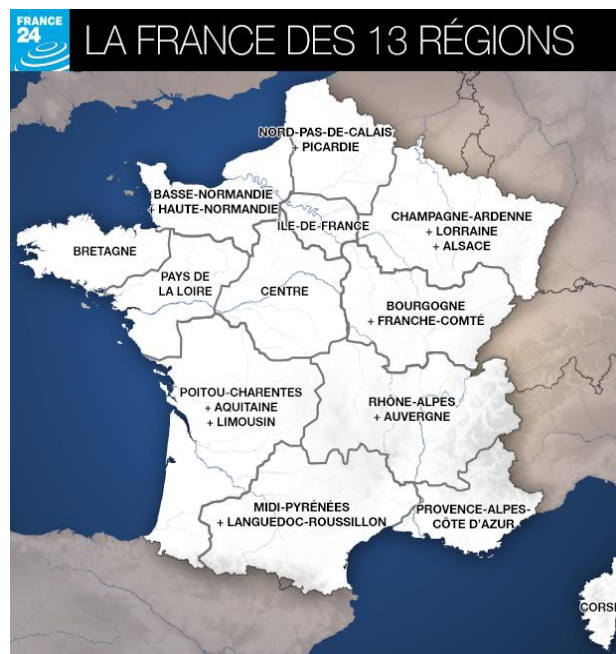 FRANCE
24
LA FRANCE DES 13 RÉGIONS
NORD-PAS-DE-CALAIS
+ PICARDIE
BASSE-NORMANDIE
+ HAUTE-NORMANDIE
ILE-DE-FRANCE
CHAMPAGNE-ARDENNE
+ LORRAINE
+ ALSACE
BRETAGNE
PAYS DE
LA LOIRE
CENTRE
BOURGOGNE
+ FRANCHE-COMTÉ
POITOU-CHARENTES
+ AQUITAINE
+ LIMOUSIN
RHÔNE-ALPES
+ AUVERGNE
MIDI-PYRÉNÉES
+ LANGUEDOC-ROUSSILLON
PROVENCE-ALPES-
CÔTE D'AZUR
CORS